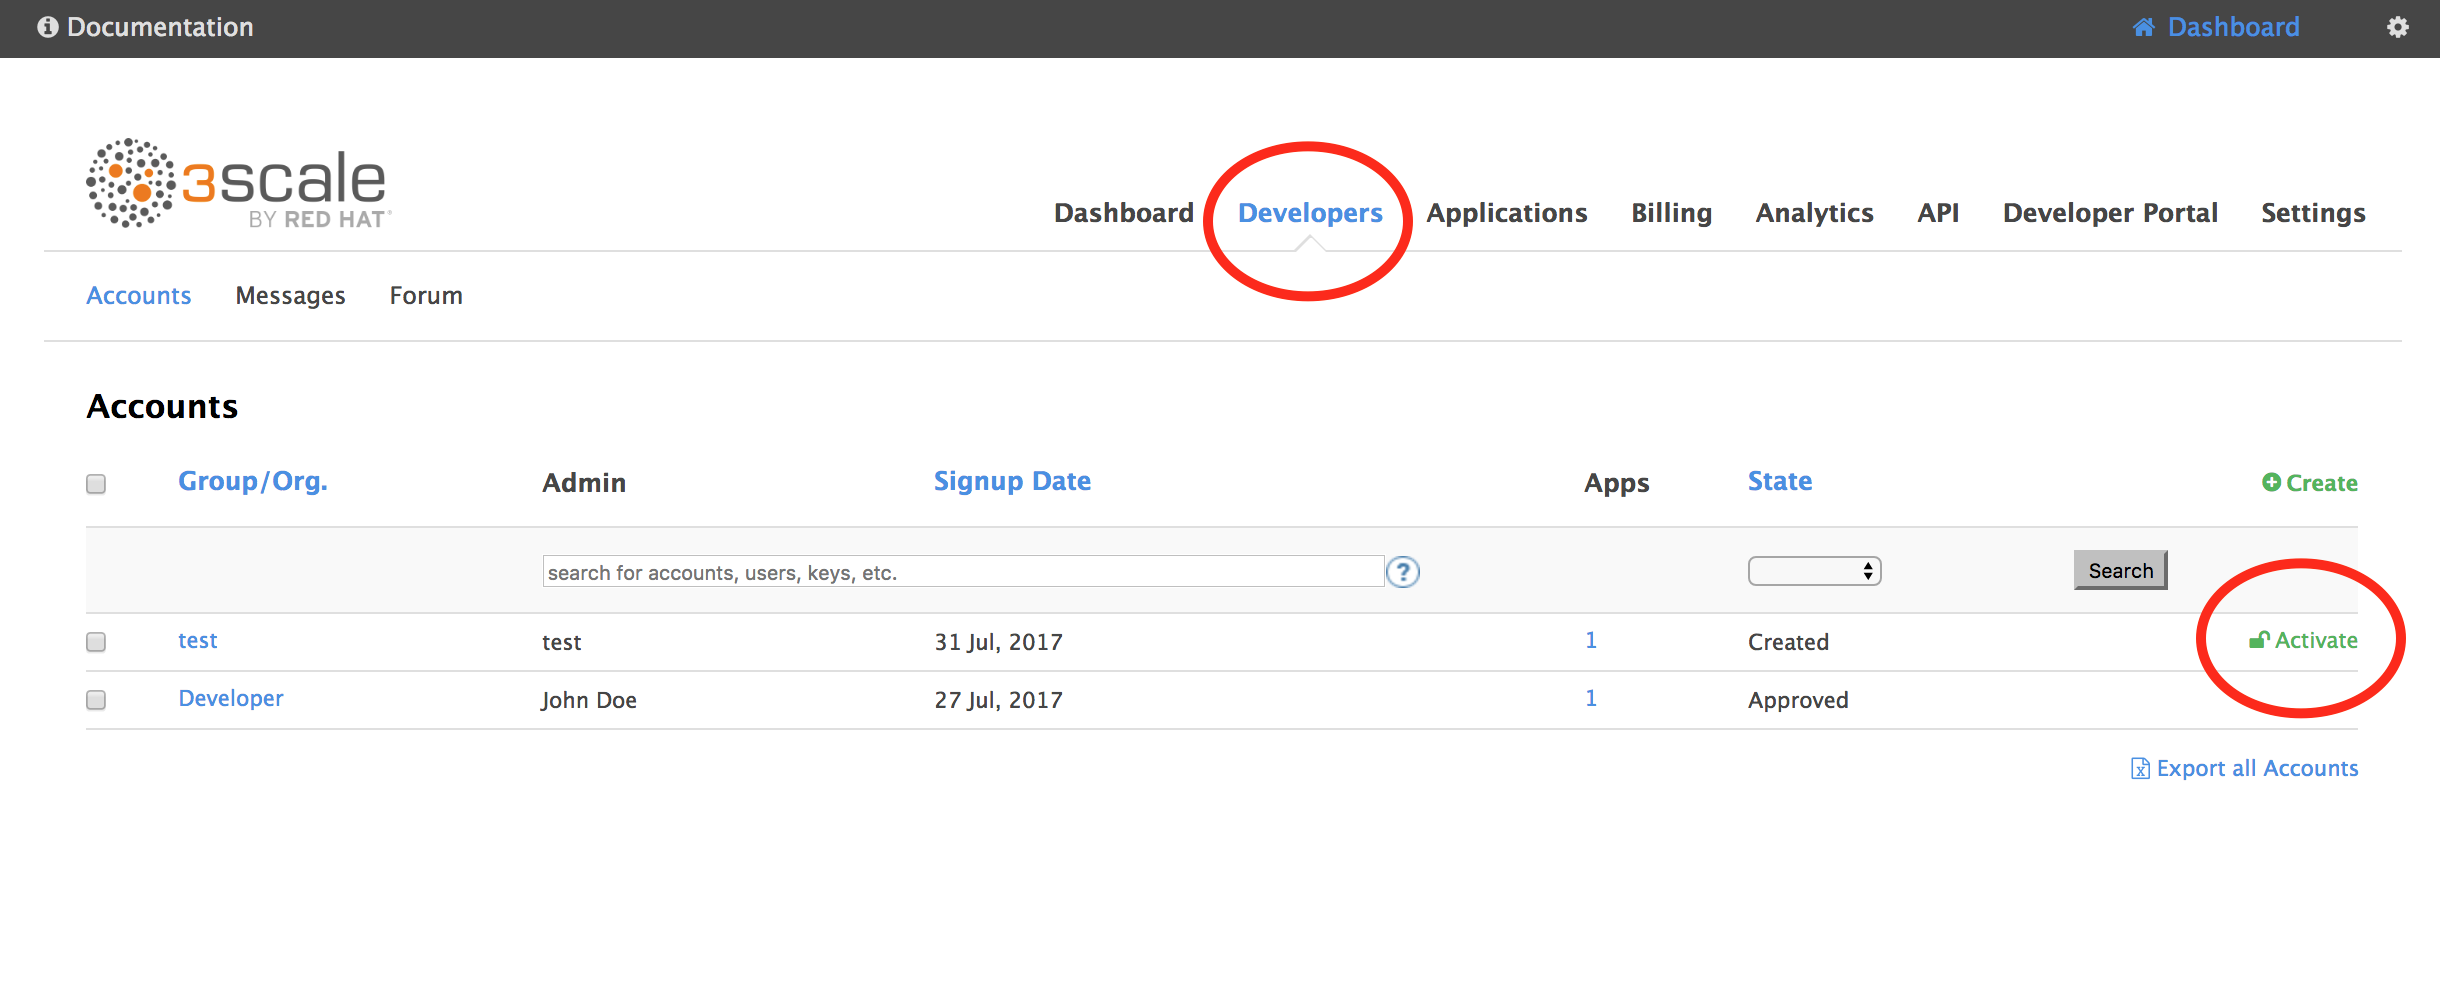 Documentation Dashboard
3scale
BY RED HAT®
Dashboard Developers Applications Billing Analytics API Developer Portal Settings
Accounts Messages Forum
Accounts
Group/Org. Admin Signup Date Apps State Create
search for accounts, users, keys, etc. ? Search
test test 31 Jul, 2017 1 Created Activate
Developer John Doe 27 Jul, 2017 1 Approved
Export all Accounts